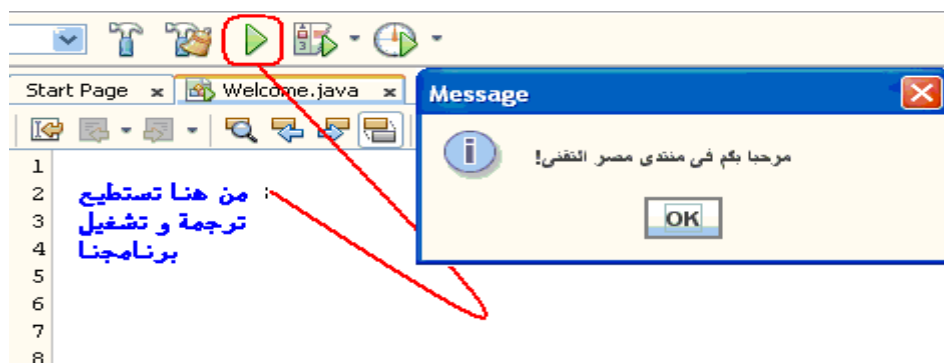 Start Page
Welcome.java
Message
مرحبا بكم فى منتدى مصر التقنى!
OK
1
2
3
4
5
6
7
8
من هنا تستطيع
ترجمة و تشغيل
برنامجنا